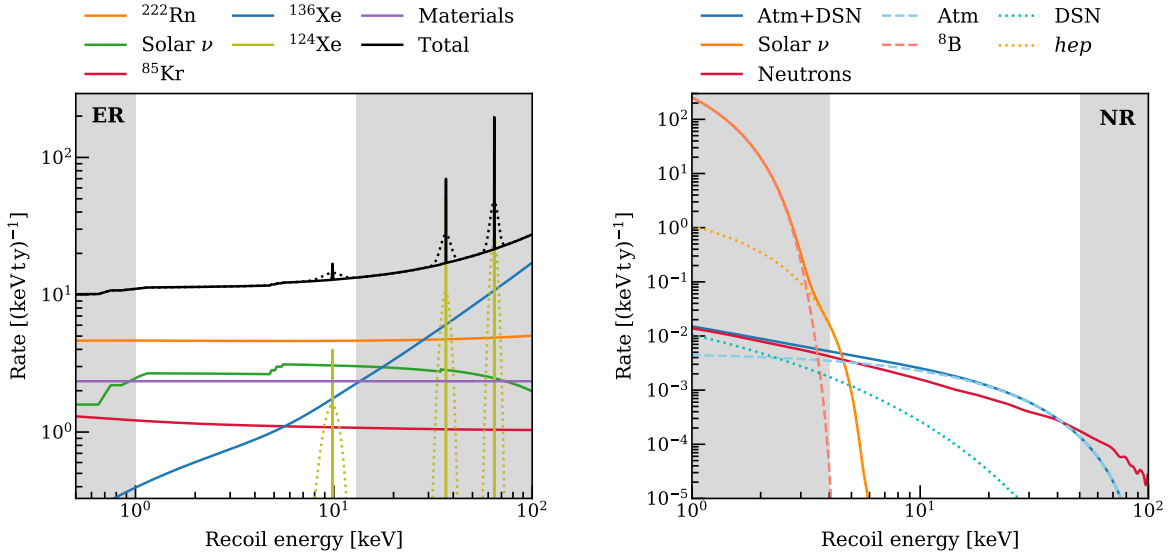 ²²²Rn ¹³⁶Xe Materials
Solar ν ¹²⁴Xe Total
⁸⁵Kr
ER
10²
10¹
10⁰
Rate [(keV t y)⁻¹]
10⁰ 10¹ 10²
Recoil energy [keV]
Atm+DSN Atm DSN
Solar ν ⁸B hep
Neutrons
NR
10²
10¹
10⁰
10⁻¹
10⁻²
10⁻³
10⁻⁴
10⁻⁵
Rate [(keV t y)⁻¹]
10⁰ 10¹ 10²
Recoil energy [keV]